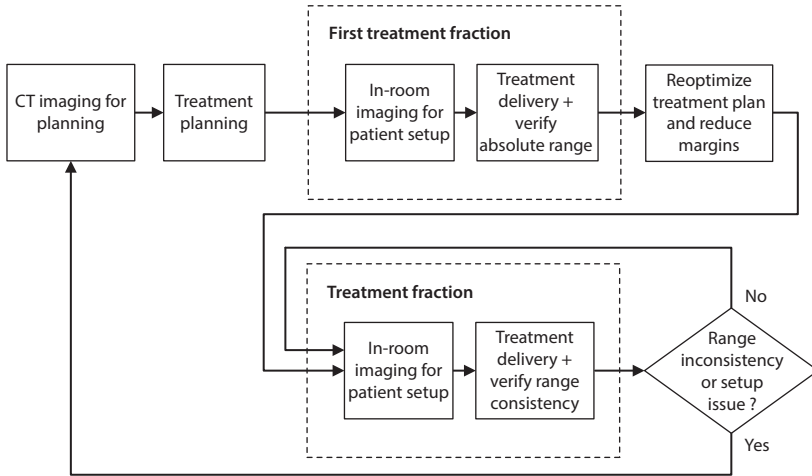 First treatment fraction
CT imaging for
planning
Treatment
planning
In-room
imaging for
patient setup
Treatment
delivery +
verify
absolute range
Reoptimize
treatment plan
and reduce
margins
Treatment fraction
In-room
imaging for
patient setup
Treatment
delivery +
verify range
consistency
No
Range
inconsistency
or setup
issue ?
Yes